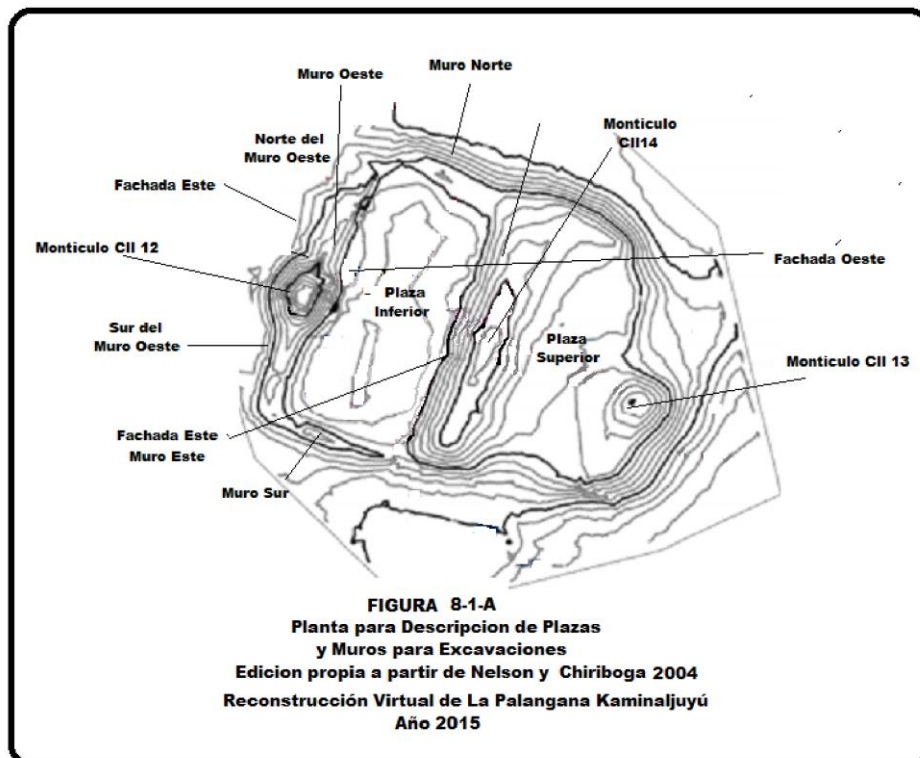 Muro Norte
Muro Oeste
Monticulo
CII14
Norte del
Muro Oeste
Fachada Este
Monticulo CII 12
Fachada Oeste
Plaza
Inferior
Sur del
Muro Oeste
Plaza
Superior
Monticulo CII 13
Fachada Este
Muro Este
Muro Sur
FIGURA 8-1-A
Planta para Descripcion de Plazas
y Muros para Excavaciones
Edicion propia a partir de Nelson y Chiriboga 2004
Reconstrucción Virtual de La Palangana Kaminaljuyú
Año 2015